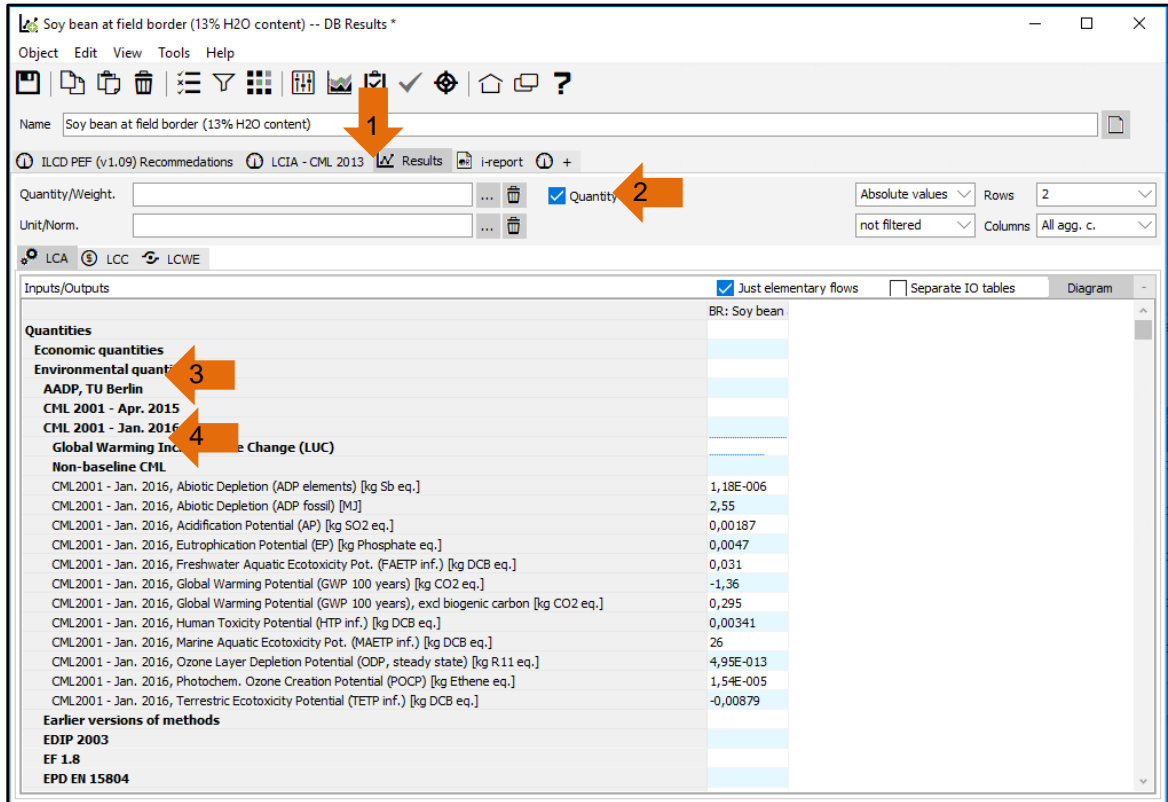 Soy bean at field border (13% H2O content) -- DB Results *
Object Edit View Tools Help
Name Soy bean at field border (13% H2O content)
1
ILCD PEF (v1.09) Recommedations LCIA - CML 2013 Results i-report +
Quantity/Weight. ... Quantity 2 Absolute values Rows 2
Unit/Norm. ... not filtered Columns All agg. c.
LCA LCC LCWE
Inputs/Outputs Just elementary flows Separate IO tables Diagram -
BR: Soy bean
Quantities
Economic quantities
Environmental quanti 3
AADP, TU Berlin
CML 2001 - Apr. 2015
CML 2001 - Jan. 2016
4
Global Warming Inc e Change (LUC)
Non-baseline CML
CML2001 - Jan. 2016, Abiotic Depletion (ADP elements) [kg Sb eq.] 1,18E-006
CML2001 - Jan. 2016, Abiotic Depletion (ADP fossil) [MJ] 2,55
CML2001 - Jan. 2016, Acidification Potential (AP) [kg SO2 eq.] 0,00187
CML2001 - Jan. 2016, Eutrophication Potential (EP) [kg Phosphate eq.] 0,0047
CML2001 - Jan. 2016, Freshwater Aquatic Ecotoxicity Pot. (FAETP inf.) [kg DCB eq.] 0,031
CML2001 - Jan. 2016, Global Warming Potential (GWP 100 years) [kg CO2 eq.] -1,36
CML2001 - Jan. 2016, Global Warming Potential (GWP 100 years), excl biogenic carbon [kg CO2 eq.] 0,295
CML2001 - Jan. 2016, Human Toxicity Potential (HTP inf.) [kg DCB eq.] 0,00341
CML2001 - Jan. 2016, Marine Aquatic Ecotoxicity Pot. (MAETP inf.) [kg DCB eq.] 26
CML2001 - Jan. 2016, Ozone Layer Depletion Potential (ODP, steady state) [kg R11 eq.] 4,95E-013
CML2001 - Jan. 2016, Photochem. Ozone Creation Potential (POCP) [kg Ethene eq.] 1,54E-005
CML2001 - Jan. 2016, Terrestric Ecotoxicity Potential (TETP inf.) [kg DCB eq.] -0,00879
Earlier versions of methods
EDIP 2003
EF 1.8
EPD EN 15804